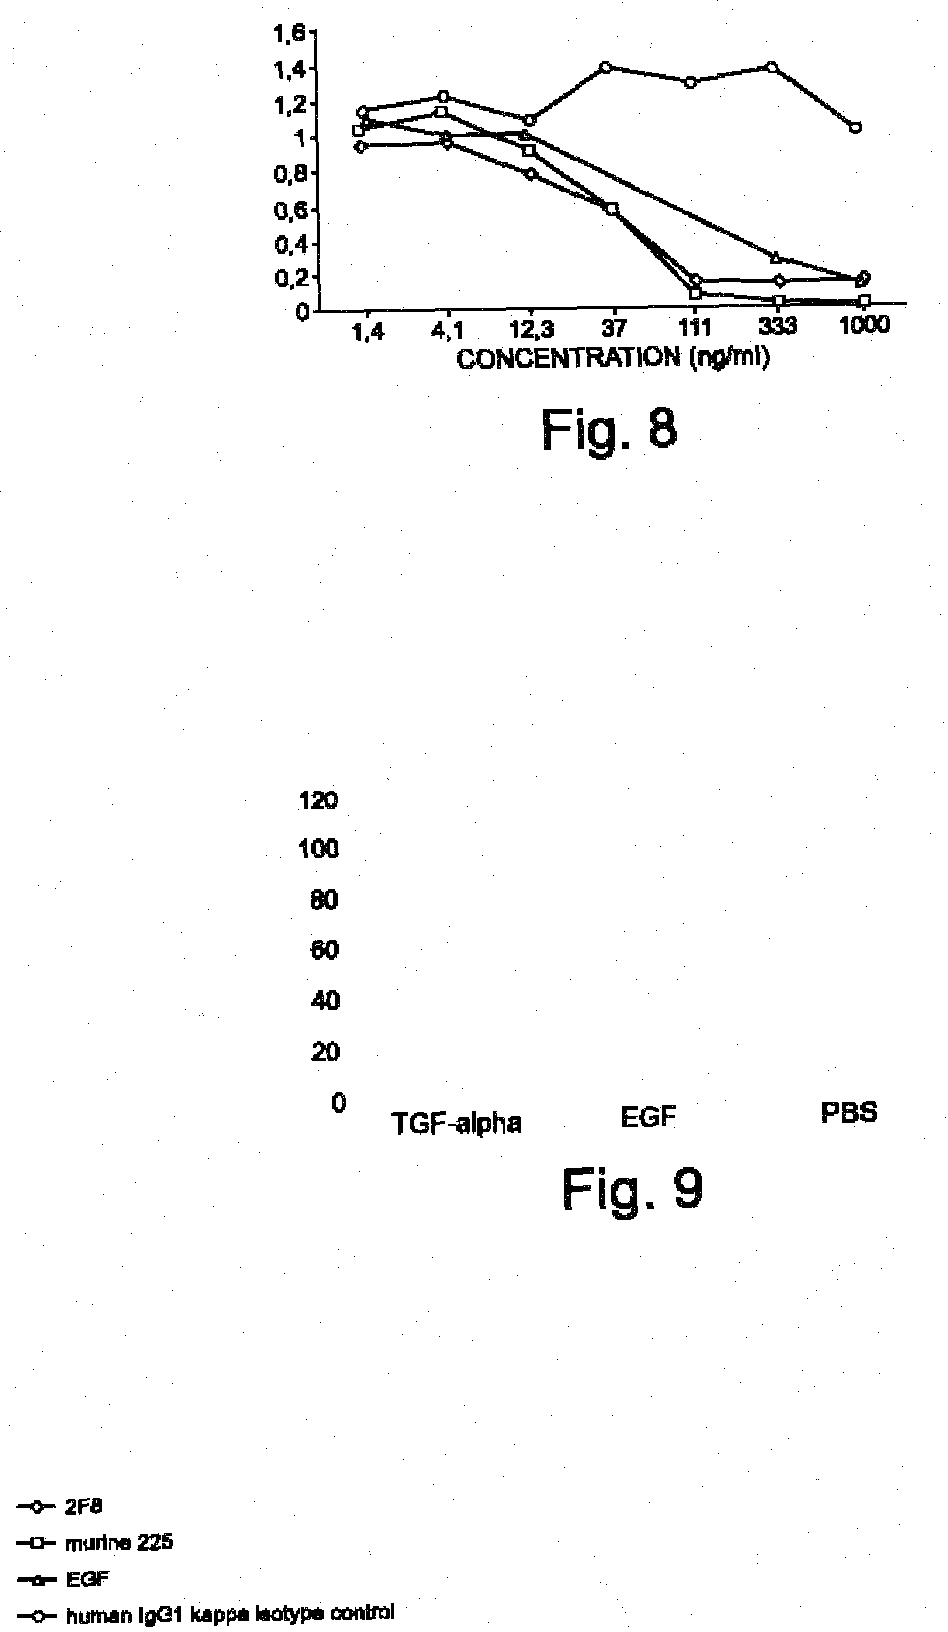 1,6
1,4
1,2
1
0,8
0,6
0,4
0,2
0
1,4 4,1 12,3 37 111 333 1000
CONCENTRATION (ng/ml)
Fig. 8
120
100
80
60
40
20
0
TGF-alpha EGF PBS
Fig. 9
2F8
murine 225
EGF
human IgG1 kappa isotype control